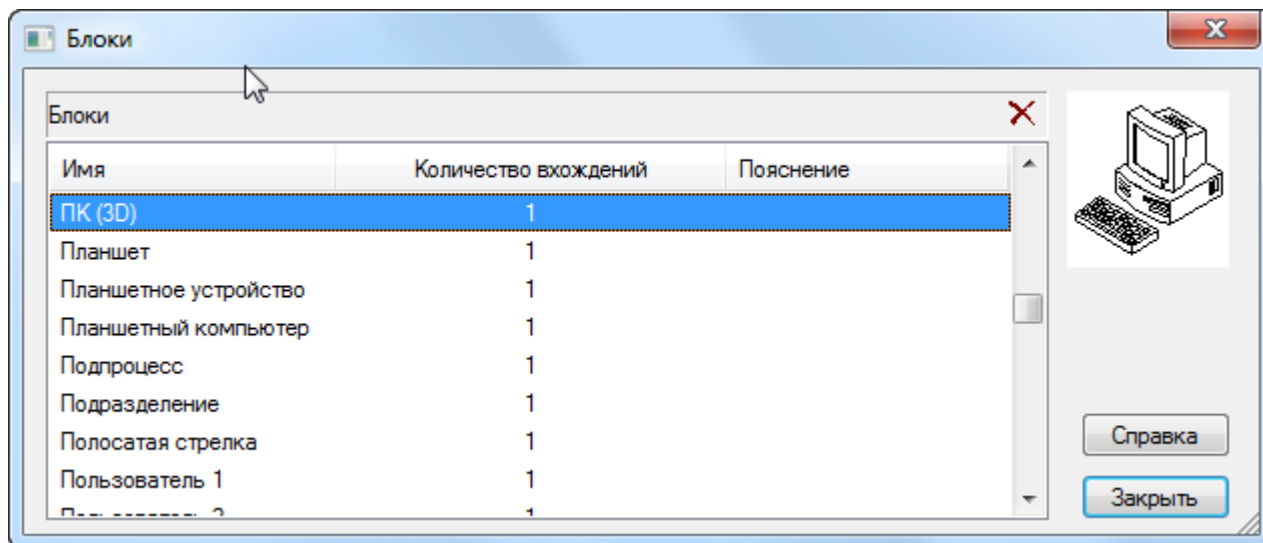 Блоки
Блоки
Имя Количество вхождений Пояснение
ПК (3D) 1
Планшет 1
Планшетное устройство 1
Планшетный компьютер 1
Подпроцесс 1
Подразделение 1
Полосатая стрелка 1
Пользователь 1 1
Справка
Закрыть